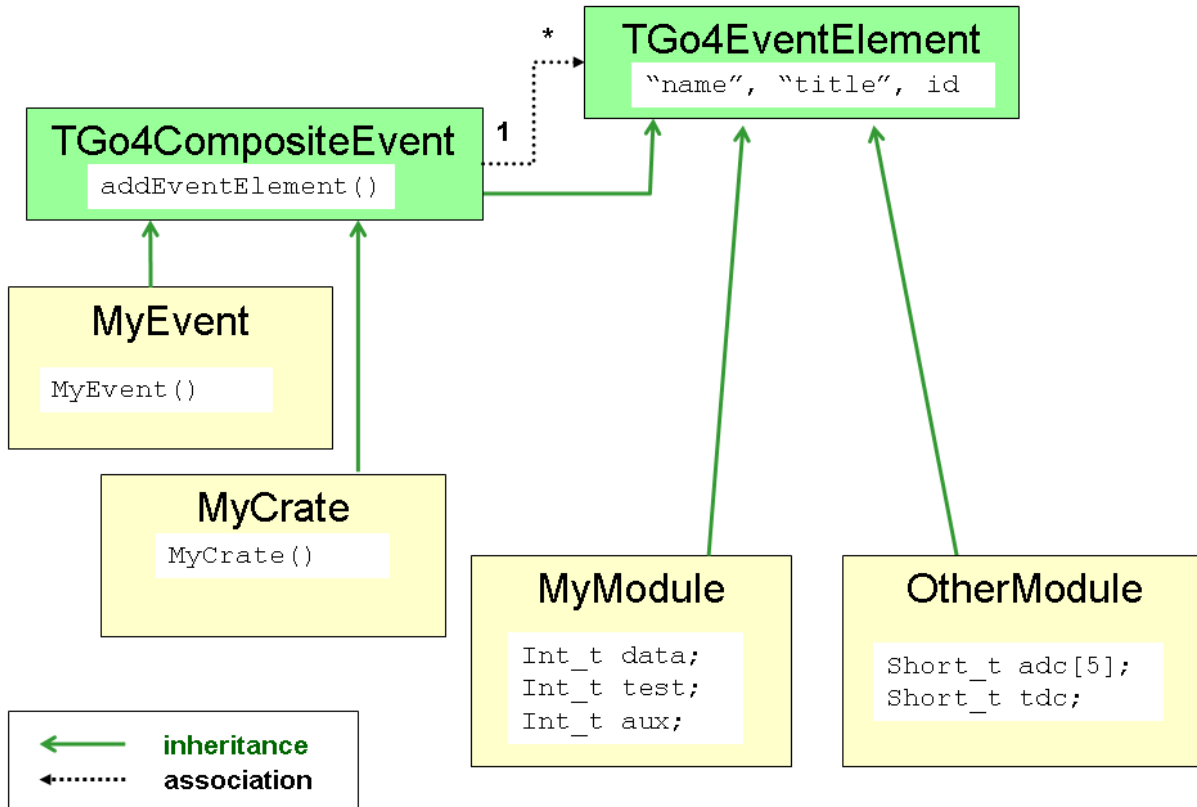 TGo4EventElement
“name”, “title”, id
*
1
TGo4CompositeEvent
addEventElement()
MyEvent
MyEvent()
MyCrate
MyCrate()
MyModule
Int_t data;
Int_t test;
Int_t aux;
OtherModule
Short_t adc[5];
Short_t tdc;
inheritance
association